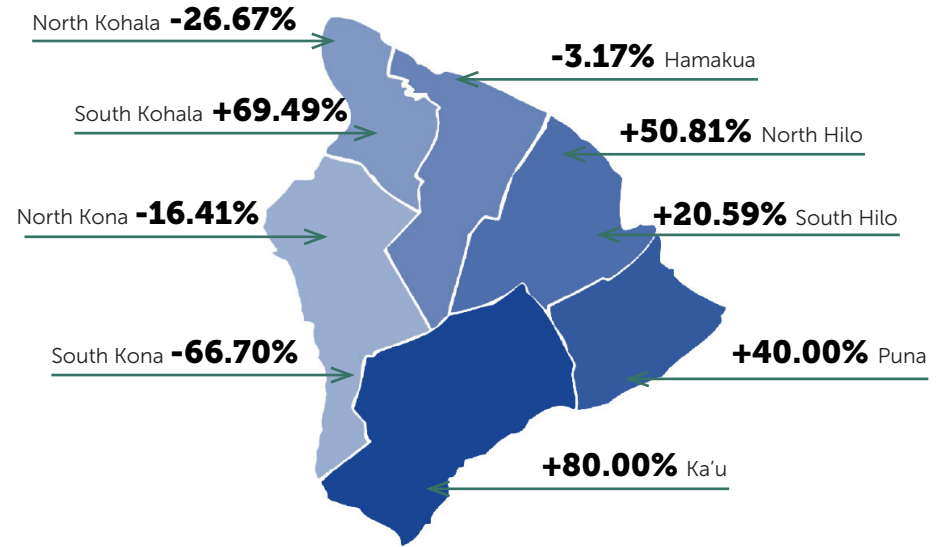 North Kohala -26.67%
-3.17% Hamakua
South Kohala +69.49%
+50.81% North Hilo
North Kona -16.41%
+20.59% South Hilo
South Kona -66.70%
+40.00% Puna
+80.00% Ka’u